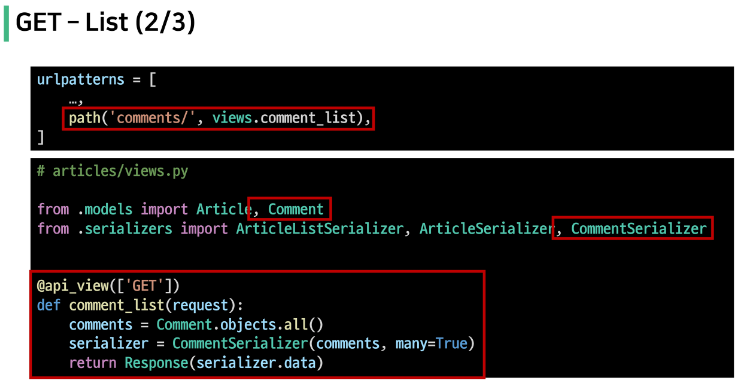 GET – List (2/3)
urlpatterns = [
    …,
    path('comments/', views.comment_list),
]
# articles/views.py
from .models import Article, Comment
from .serializers import ArticleListSerializer, ArticleSerializer, CommentSerializer
@api_view(['GET'])
def comment_list(request):
    comments = Comment.objects.all()
    serializer = CommentSerializer(comments, many=True)
    return Response(serializer.data)